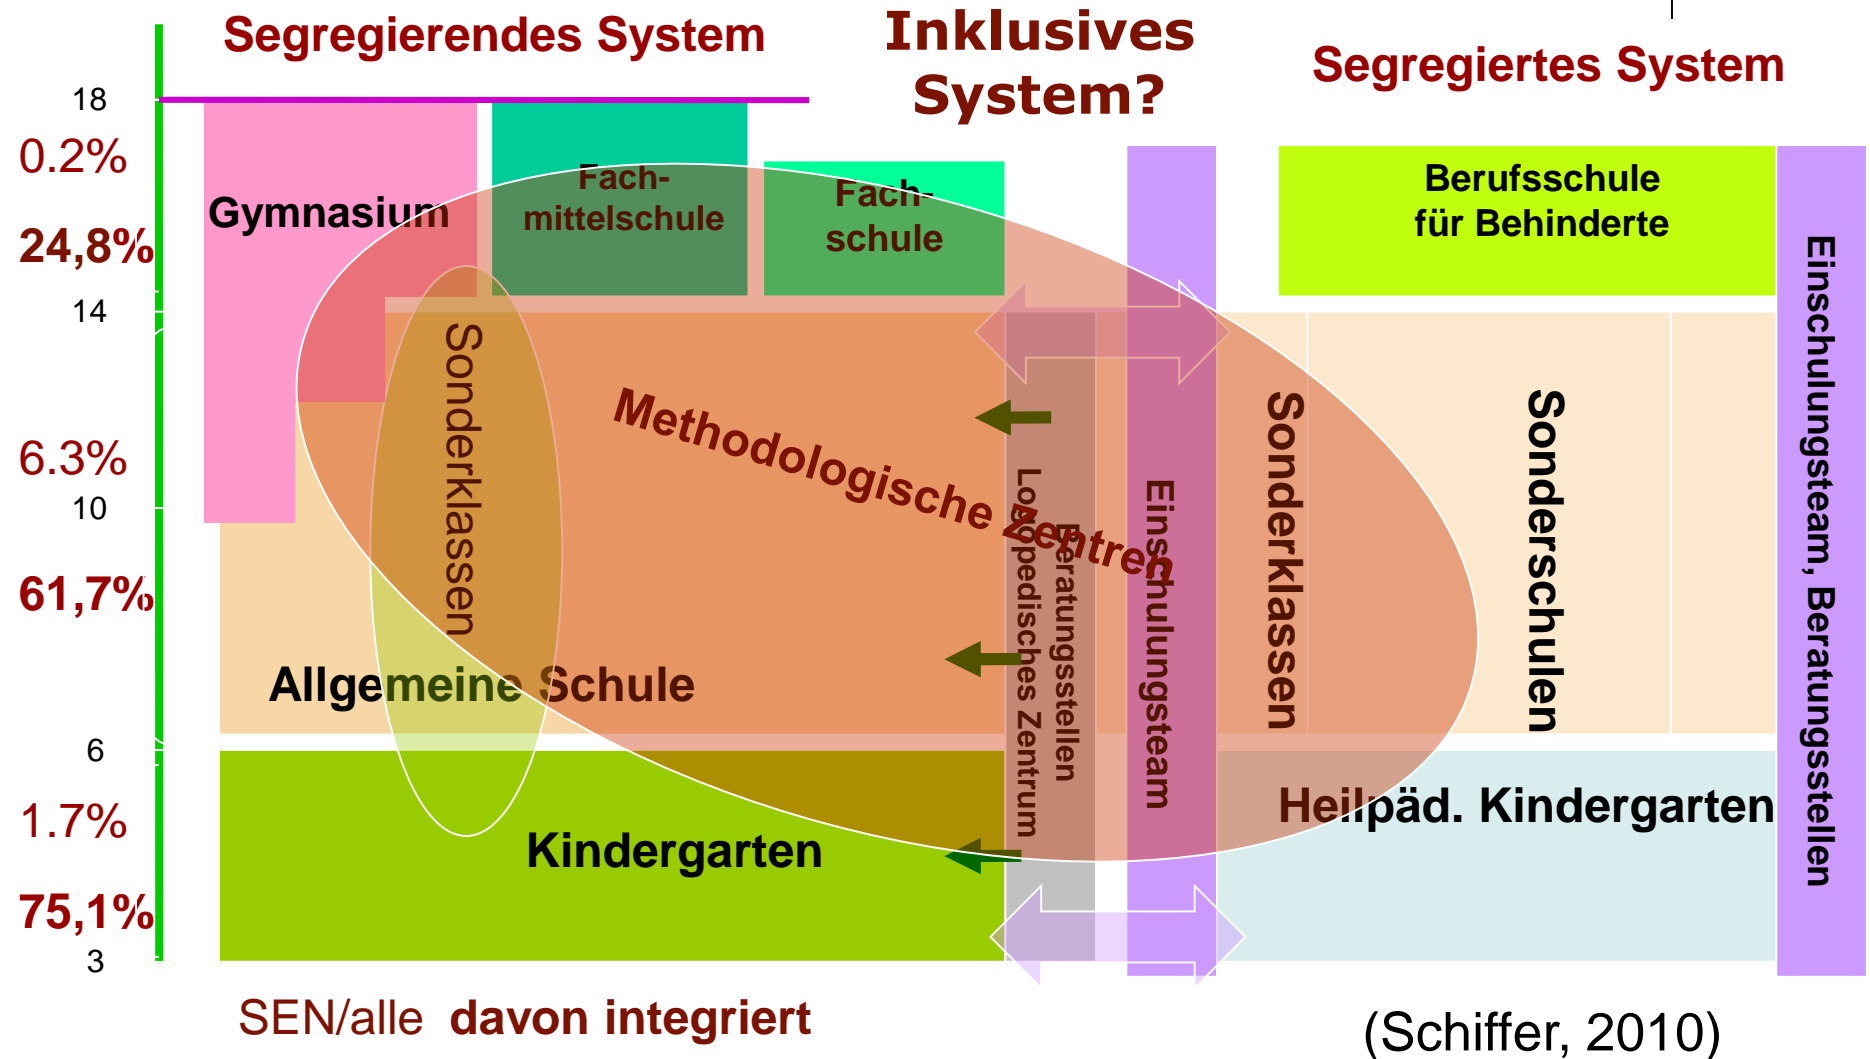 Segregierendes System
Inklusives
System?
Segregiertes System
18
0.2%
24,8%
14
6.3%
10
61,7%
6
1.7%
75,1%
3
Gymnasium
Fach-
mittelschule
Fach-
schule
Berufsschule
für Behinderte
Sonderklassen
Methodologische Zentren
Logopedisches Zentrum
Beratungsstellen
Einschulungsteam
Sonderklassen
Sonderschulen
Einschulungsteam, Beratungsstellen
Allgemeine Schule
Kindergarten
Heilpäd. Kindergarten
SEN/alle davon integriert
(Schiffer, 2010)